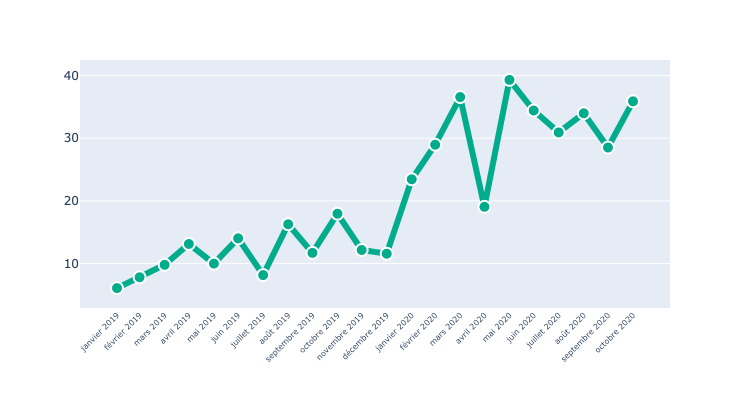 40
30
20
10
janvier 2019
février 2019
mars 2019
avril 2019
mai 2019
juin 2019
juillet 2019
août 2019
septembre 2019
octobre 2019
novembre 2019
décembre 2019
janvier 2020
février 2020
mars 2020
avril 2020
mai 2020
juin 2020
juillet 2020
août 2020
septembre 2020
octobre 2020